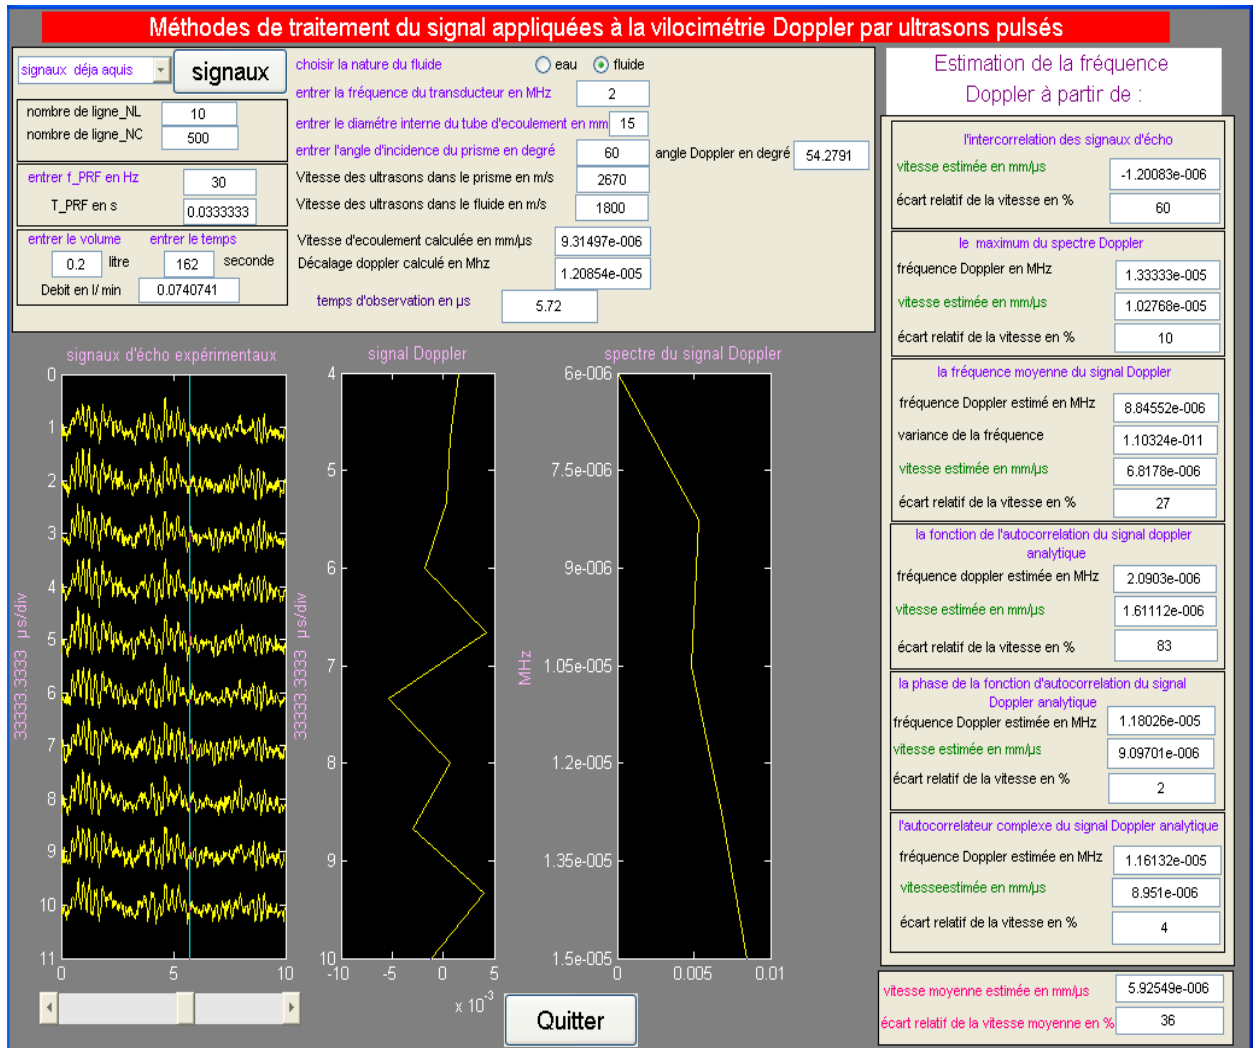 Méthodes de traitement du signal appliquées à la vilocimétrie Doppler par ultrasons pulsés
signaux déja aquis
signaux
nombre de ligne_NL 10
nombre de ligne_NC 500
entrer f_PRF en Hz 30
T_PRF en s 0.0333333
entrer le volume entrer le temps
0.2 litre 162 seconde
Debit en l/ min 0.0740741
choisir la nature du fluide eau fluide
entrer la fréquence du transducteur en MHz 2
entrer le diamétre interne du tube d'ecoulement en mm 15
entrer l'angle d'incidence du prisme en degré 60 angle Doppler en degré 54.2791
Vitesse des ultrasons dans le prisme en m/s 2670
Vitesse des ultrasons dans le fluide en m/s 1800
Vitesse d'ecoulement calculée en mm/µs 9.31497e-006
Décalage doppler calculé en Mhz 1.20854e-005
temps d'observation en µs 5.72
signaux d'écho expérimentaux
0
1
2
3
4
5
6
7
8
9
10
11
33333.3333 µs/div
0 5 10
signal Doppler
4
5
6
7
8
9
10
33333.3333 µs/div
-10 -5 0 5
x 10-3
spectre du signal Doppler
6e-006
7.5e-006
9e-006
1.05e-005
1.2e-005
1.35e-005
1.5e-005
MHz
0 0.005 0.01
Quitter
Estimation de la fréquence
Doppler à partir de :
l'intercorrelation des signaux d'écho
vitesse estimée en mm/µs -1.20083e-006
écart relatif de la vitesse en % 60
le maximum du spectre Doppler
fréquence Doppler en MHz 1.33333e-005
vitesse estimée en mm/µs 1.02768e-005
écart relatif de la vitesse en % 10
la fréquence moyenne du signal Doppler
fréquence Doppler estimé en MHz 8.84552e-006
variance de la fréquence 1.10324e-011
vitesse estimée en mm/µs 6.8178e-006
écart relatif de la vitesse en % 27
la fonction de l'autocorrelation du signal doppler
analytique
fréquence doppler estimée en MHz 2.0903e-006
vitesse estimée en mm/µs 1.61112e-006
écart relatif de la vitesse en % 83
la phase de la fonction d'autocorrelation du signal
Doppler analytique
fréquence Doppler estimée en MHz 1.18026e-005
vitesse estimée en mm/µs 9.09701e-006
écart relatif de la vitesse en % 2
l'autocorrelateur complexe du signal Doppler analytique
fréquence Doppler estimée en MHz 1.16132e-005
vitesseestimée en mm/µs 8.951e-006
écart relatif de la vitesse en % 4
vitesse moyenne estimée en mm/µs 5.92549e-006
écart relatif de la vitesse moyenne en % 36